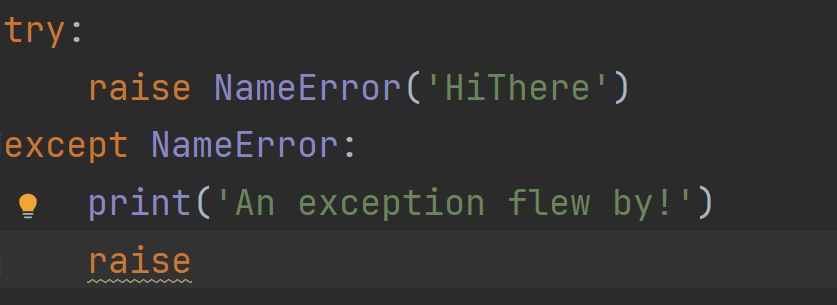 try:
    raise NameError('HiThere')
except NameError:
    print('An exception flew by!')
    raise